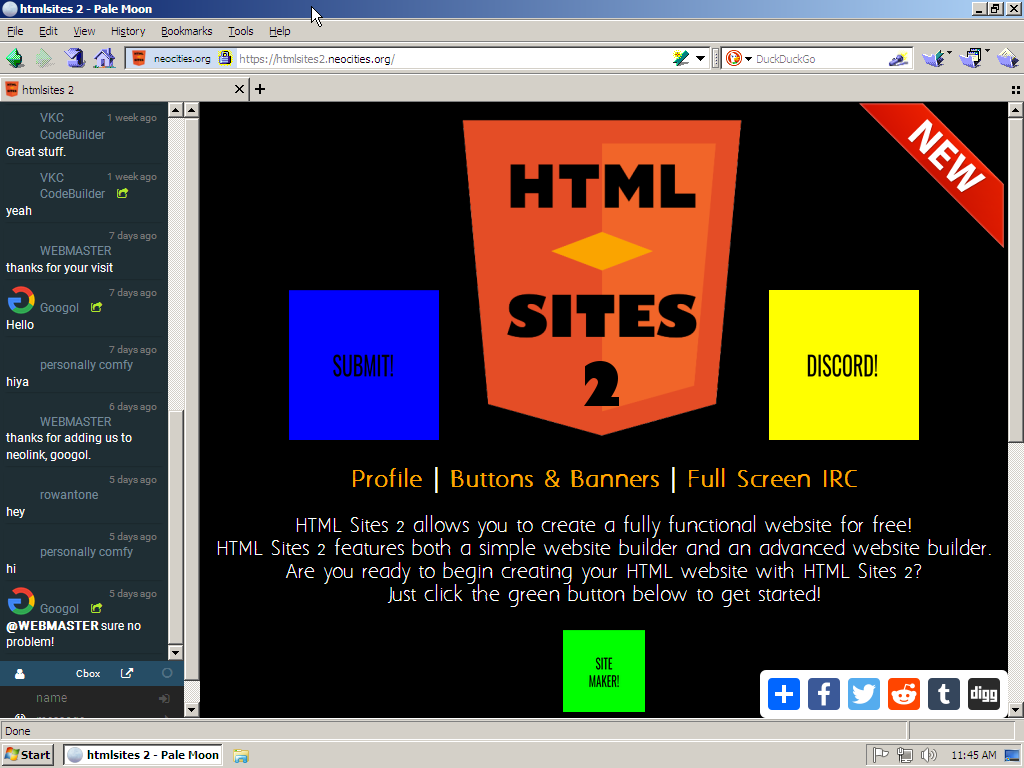 htmlsites 2 - Pale Moon
File Edit View History Bookmarks Tools Help
neocities.org https://htmlsites2.neocities.org/ DuckDuckGo
htmlsites 2
VKC CodeBuilder 1 week ago
Great stuff.
VKC CodeBuilder 1 week ago
yeah
7 days ago
WEBMASTER
thanks for your visit
7 days ago
Googol
Hello
7 days ago
personally comfy
hiya
6 days ago
WEBMASTER
thanks for adding us to
neolink, googol.
5 days ago
rowantone
hey
5 days ago
personally comfy
hi
5 days ago
Googol
@WEBMASTER sure no
problem!
Cbox
name
NEW
HTML
SITES
2
SUBMIT!
DISCORD!
Profile | Buttons & Banners | Full Screen IRC
HTML Sites 2 allows you to create a fully functional website for free!
HTML Sites 2 features both a simple website builder and an advanced website builder.
Are you ready to begin creating your HTML website with HTML Sites 2?
Just click the green button below to get started!
SITE
MAKER!
digg
Done
Start htmlsites 2 - Pale Moon 11:45 AM